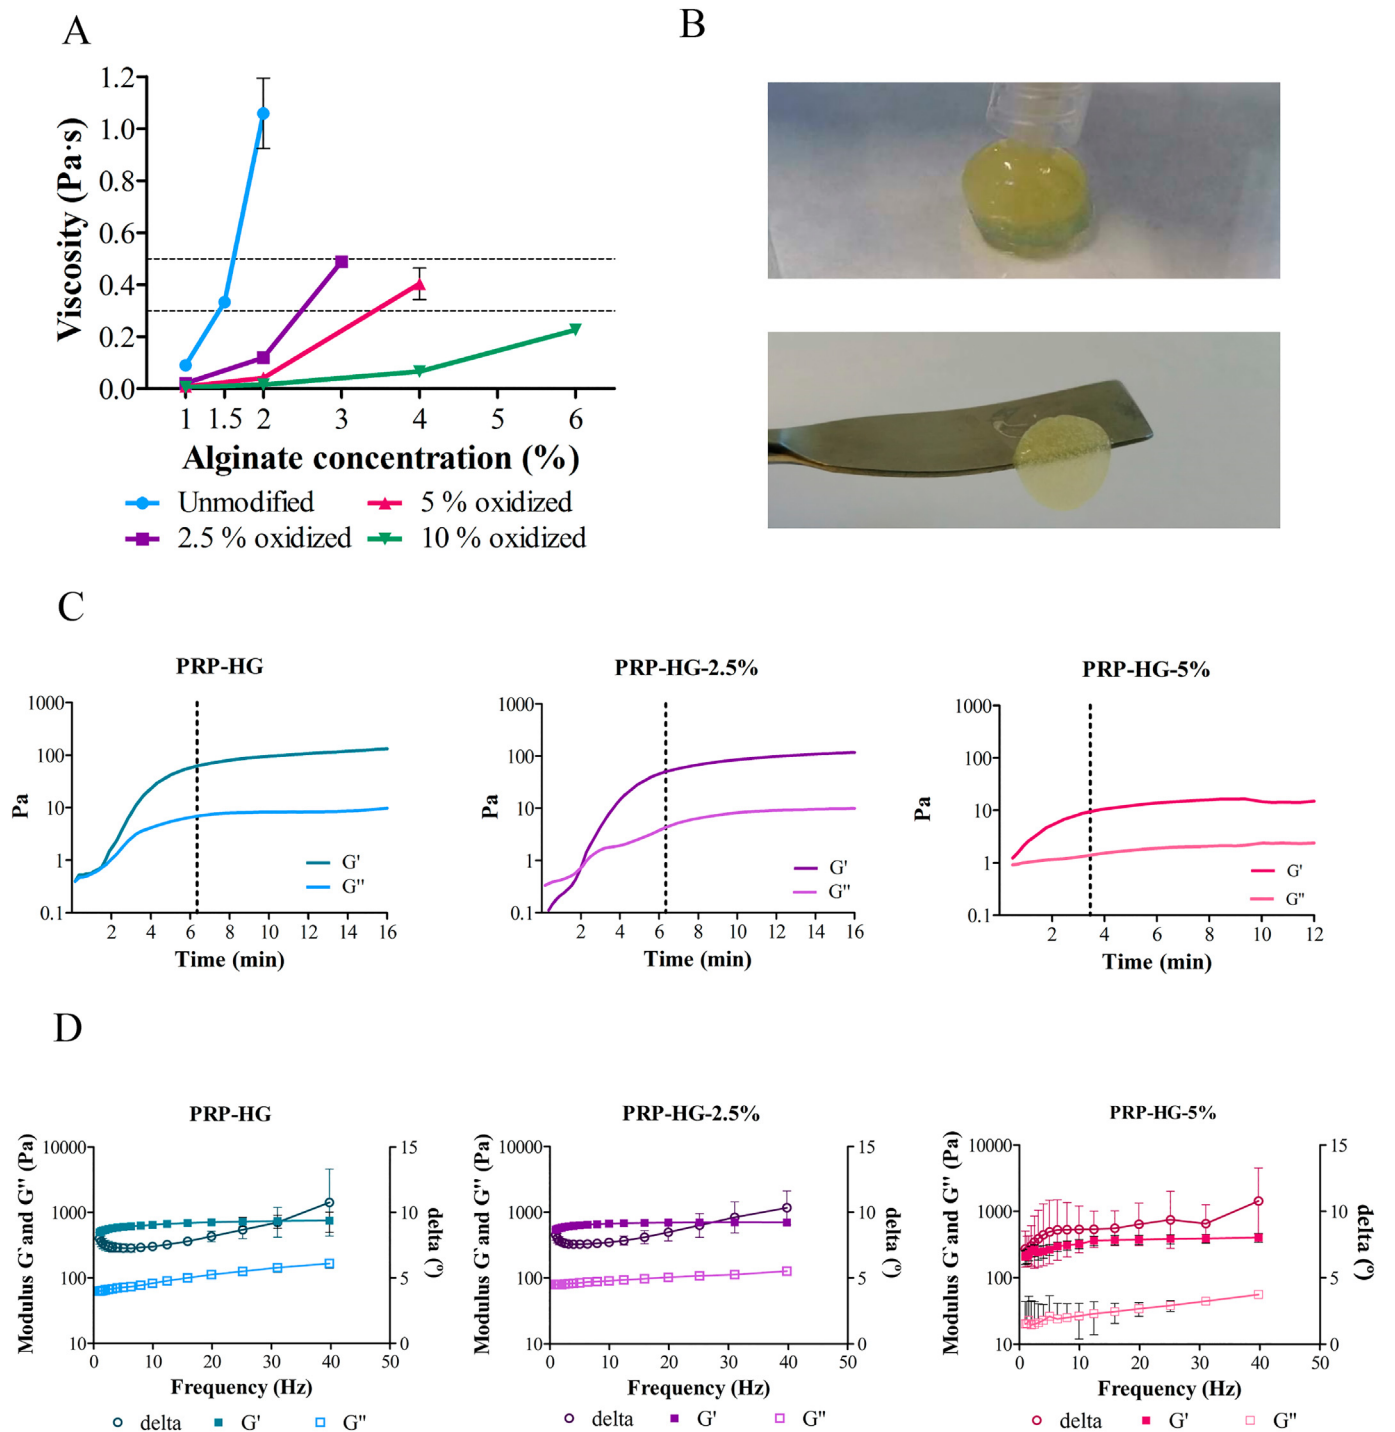 A
B
1.2
1.0
0.8
0.6
0.4
0.2
0.0
Viscosity (Pa·s)
1 1.5 2 3 4 5 6
Alginate concentration (%)
Unmodified 5 % oxidized
2.5 % oxidized 10 % oxidized
C
PRP-HG
1000
100
10
1
0.1
Pa
G'
G''
2 4 6 8 10 12 14 16
Time (min)
PRP-HG-2.5%
1000
100
10
1
0.1
Pa
G'
G''
2 4 6 8 10 12 14 16
Time (min)
PRP-HG-5%
1000
100
10
1
0.1
Pa
G'
G''
2 4 6 8 10 12
Time (min)
D
PRP-HG
Modulus G` and G'' (Pa)
10000
1000
100
10
15
10
5
0
delta (º)
0 10 20 30 40 50
Frequency (Hz)
delta G' G''
PRP-HG-2.5%
Modulus G` and G'' (Pa)
10000
1000
100
10
15
10
5
0
delta (º)
0 10 20 30 40 50
Frequency (Hz)
delta G' G''
PRP-HG-5%
Modulus G` and G'' (Pa)
10000
1000
100
10
15
10
5
0
delta (º)
0 10 20 30 40 50
Frequency (Hz)
delta G' G''